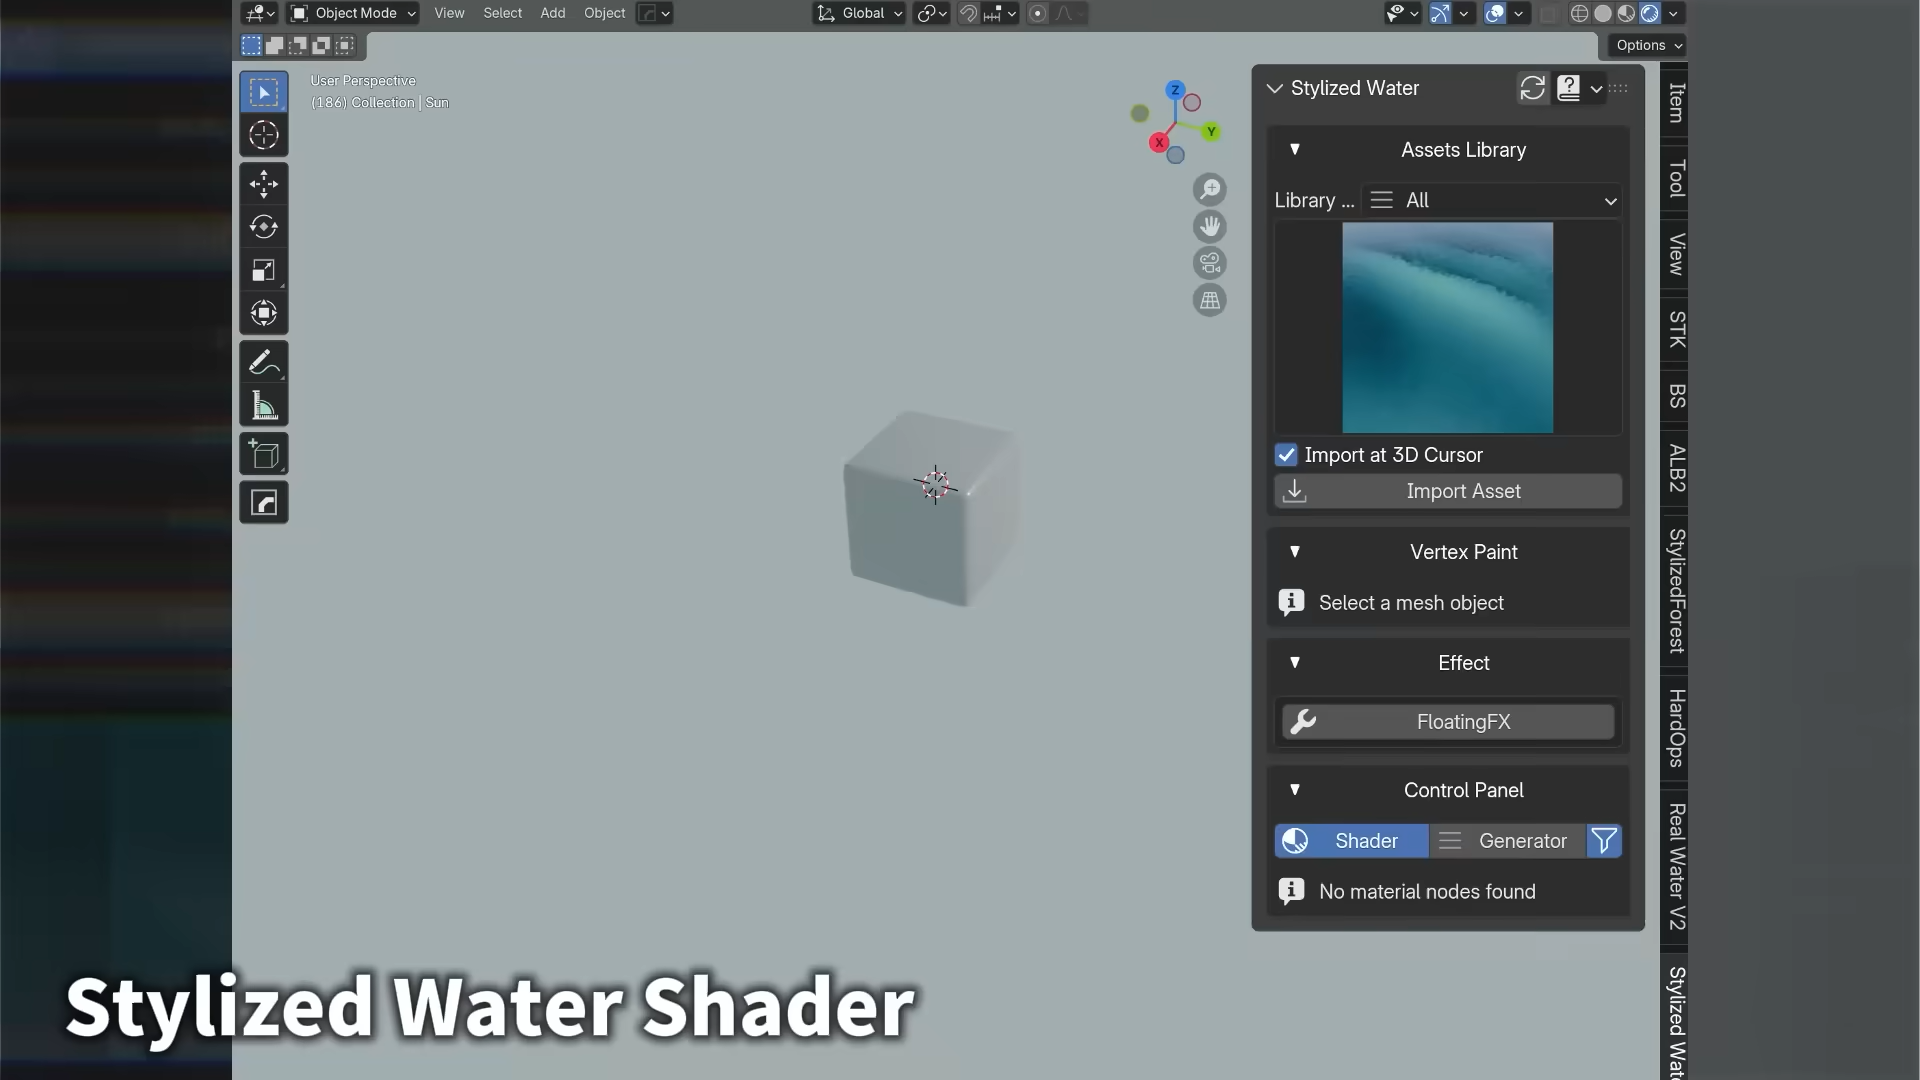 Object Mode
View
Select
Add
Object
Global
Options
User Perspective
(186) Collection | Sun
Z
Y
X
Stylized Water
Assets Library
Library ...
All
Import at 3D Cursor
Import Asset
Vertex Paint
Select a mesh object
Effect
FloatingFX
Control Panel
Shader
Generator
No material nodes found
Item
Tool
View
STK
BS
ALB2
StylizedForest
HardOps
Real Water V2
Stylized Wat
Stylized Water Shader